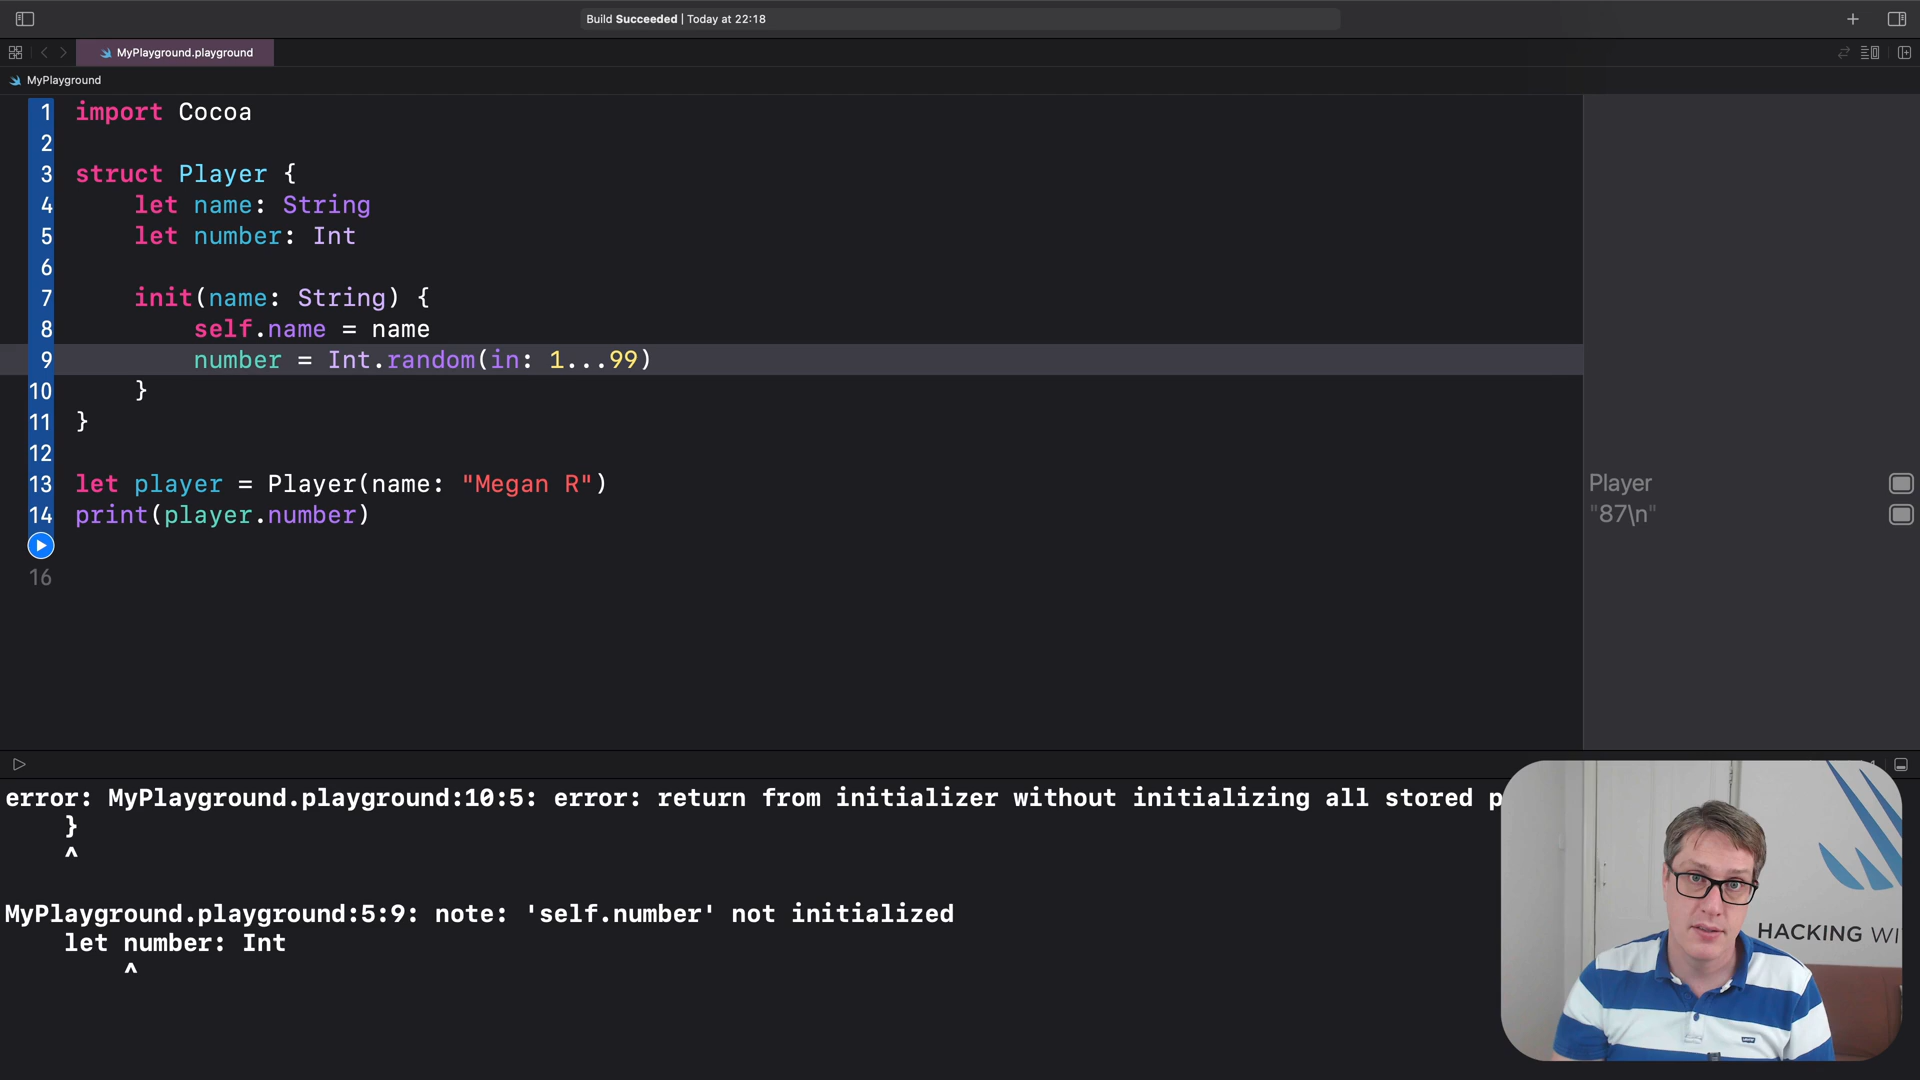 Build Succeeded | Today at 22:18
MyPlayground.playground
MyPlayground
1 import Cocoa
2
3 struct Player {
4 let name: String
5 let number: Int
6
7 init(name: String) {
8 self.name = name
9 number = Int.random(in: 1...99)
10 }
11 }
12
13 let player = Player(name: "Megan R")
Player
14 print(player.number)
"87\n"
16
error: MyPlayground.playground:10:5: error: return from initializer without initializing all stored p
}
^
MyPlayground.playground:5:9: note: 'self.number' not initialized
let number: Int
^
HACKING WI